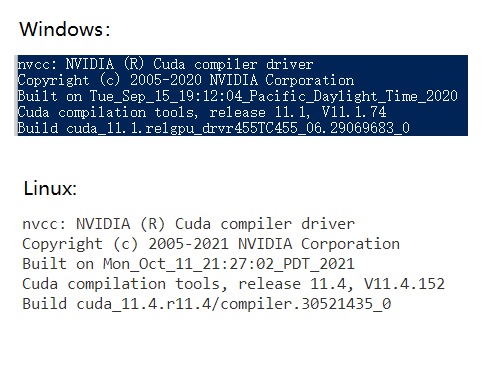 Windows:
nvcc: NVIDIA (R) Cuda compiler driver
Copyright (c) 2005-2020 NVIDIA Corporation
Built on Tue_Sep_15_19:12:04_Pacific_Daylight_Time_2020
Cuda compilation tools, release 11.1, V11.1.74
Build cuda_11.1.relgpu_drvr455TC455_06.29069683_0
Linux:
nvcc: NVIDIA (R) Cuda compiler driver
Copyright (c) 2005-2021 NVIDIA Corporation
Built on Mon_Oct_11_21:27:02_PDT_2021
Cuda compilation tools, release 11.4, V11.4.152
Build cuda_11.4.r11.4/compiler.30521435_0